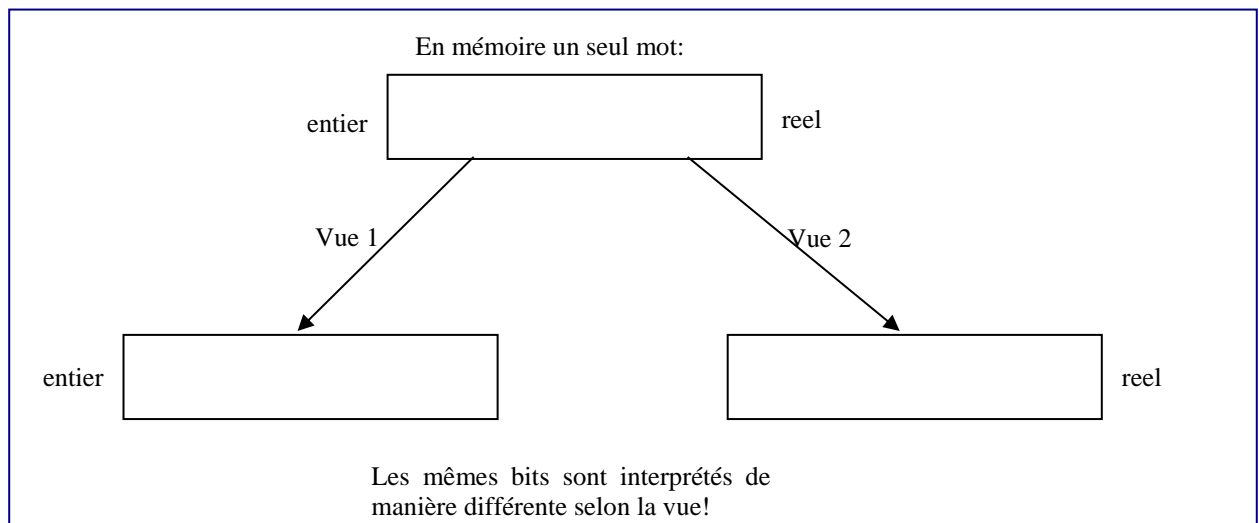 En mémoire un seul mot:
entier
reel
Vue 1
Vue 2
entier
reel
Les mêmes bits sont interprétés de
manière différente selon la vue!